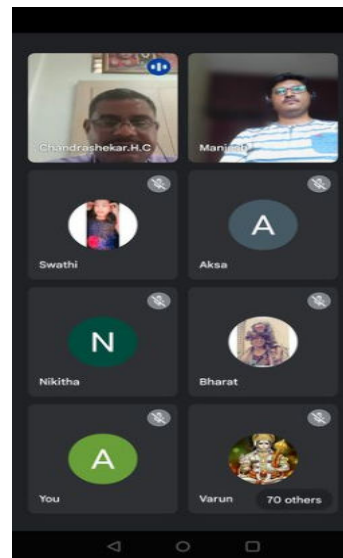 Chandrashekar.H.C
Swathi
A
Aksa
N
Nikitha
Bharat
A
You
Varun
70 others